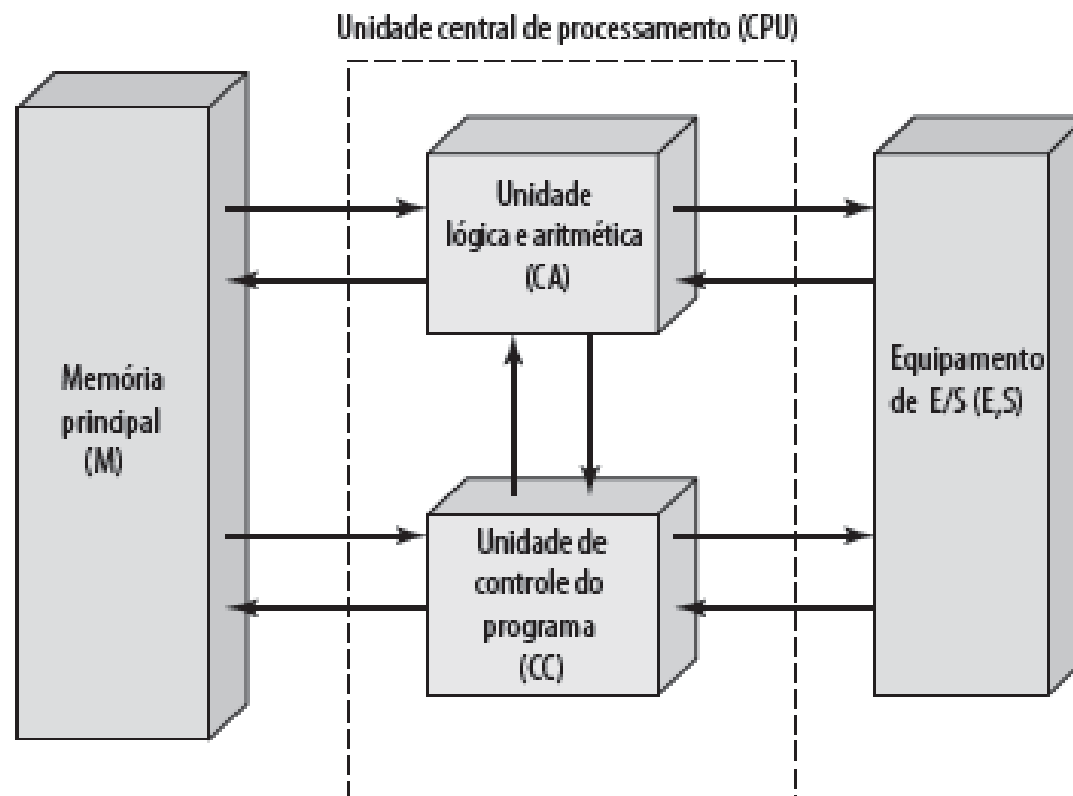 Unidade central de processamento (CPU)
Memória
principal
(M)
Unidade
lógica e aritmética
(CA)
Unidade de
controle do
programa
(CC)
Equipamento
de E/S (E,S)